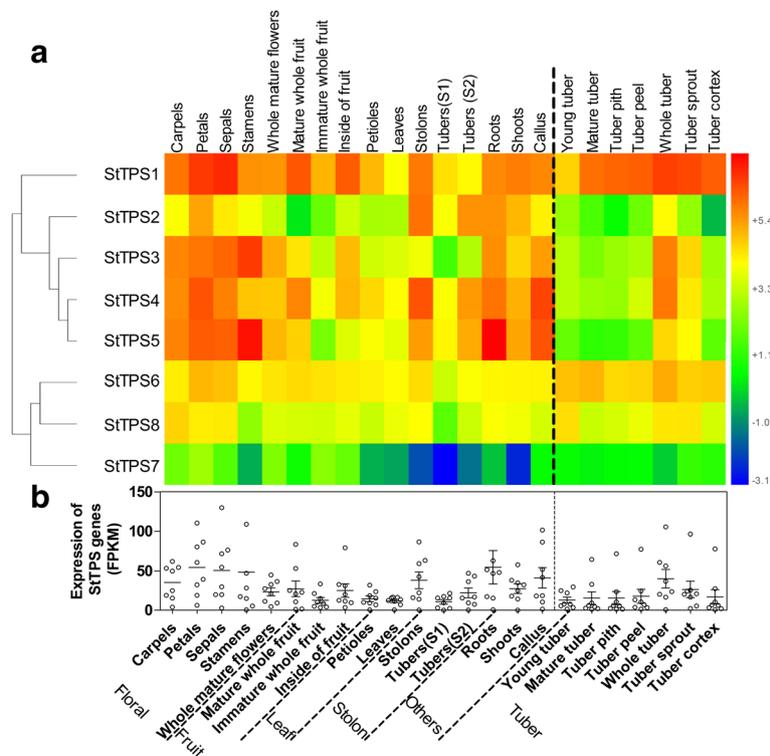 a
Carpels
Petals
Sepals
Stamens
Whole mature flowers
Mature whole fruit
Immature whole fruit
Inside of fruit
Petioles
Leaves
Stolons
Tubers(S1)
Tubers (S2)
Roots
Shoots
Callus
Young tuber
Mature tuber
Tuber pith
Tuber peel
Whole tuber
Tuber sprout
Tuber cortex
StTPS1
StTPS2
StTPS3
StTPS4
StTPS5
StTPS6
StTPS8
StTPS7
+5.4
+3.3
+1.1
-1.0
-3.1
b
Expression of
StTPS genes
(FPKM)
150
100
50
0
Carpels
Petals
Sepals
Stamens
Whole mature flowers
Mature whole fruit
Immature whole fruit
Inside of fruit
Petioles
Leaves
Stolons
Tubers(S1)
Tubers(S2)
Roots
Shoots
Callus
Young tuber
Mature tuber
Tuber pith
Tuber peel
Whole tuber
Tuber sprout
Tuber cortex
Floral
Fruit
Leaf
Stolon
Others
Tuber